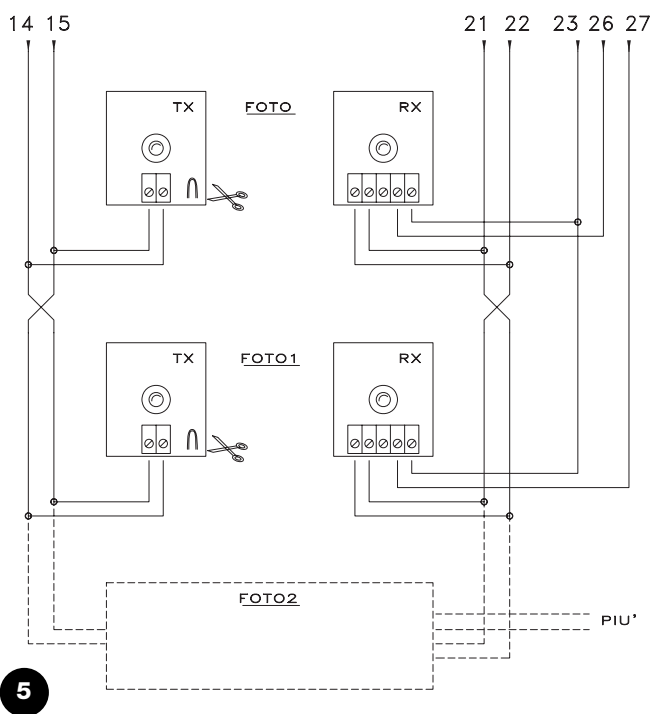 14 15 21 22 23 26 27
TX FOTO RX
TX FOTO1 RX
FOTO2
PIU'
5